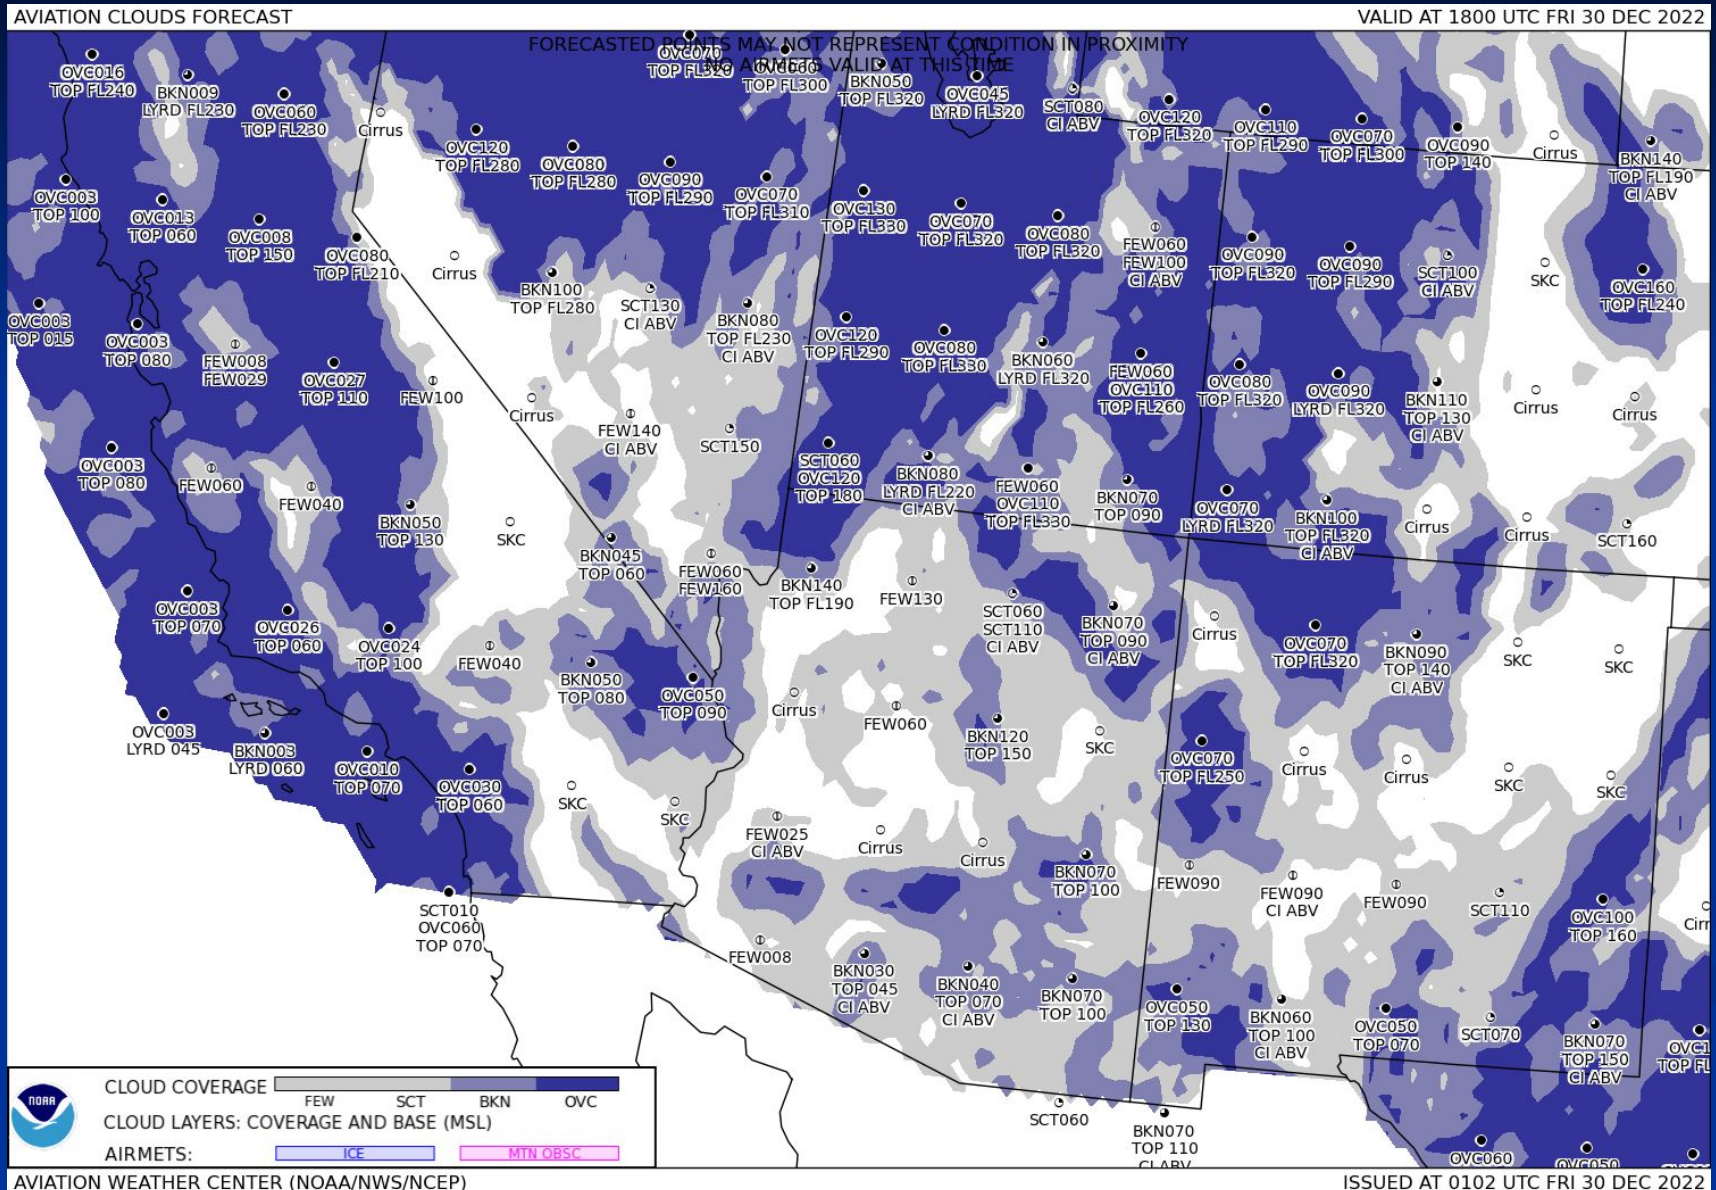 AVIATION CLOUDS FORECAST
VALID AT 1800 UTC FRI 30 DEC 2022
FORECASTED POINTS MAY NOT REPRESENT CONDITION IN PROXIMITY
NO AIRMETS VALID AT THIS TIME
OVC016
TOP FL240
BKN009
LYRD FL230
OVC060
TOP FL230
Cirrus
OVC120
TOP FL280
OVC080
TOP FL280
OVC070
TOP FL320
OVC060
TOP FL300
BKN050
TOP FL320
OVC045
LYRD FL320
SCT080
CI ABV
OVC120
TOP FL320
OVC110
TOP FL290
OVC070
TOP FL300
OVC090
TOP 140
Cirrus
BKN140
TOP FL190
CI ABV
OVC003
TOP 100
OVC013
TOP 060
OVC008
TOP 150
OVC080
TOP FL210
Cirrus
BKN100
TOP FL280
SCT130
CI ABV
OVC090
TOP FL290
OVC070
TOP FL310
OVC130
TOP FL330
OVC070
TOP FL320
OVC080
TOP FL320
FEW060
FEW100
CI ABV
OVC090
TOP FL320
OVC090
TOP FL290
SCT100
CI ABV
SKC
OVC160
TOP FL240
OVC003
TOP 015
OVC003
TOP 080
FEW008
FEW029
OVC027
TOP 110
FEW100
Cirrus
FEW140
CI ABV
BKN080
TOP FL230
CI ABV
SCT150
OVC120
TOP FL290
OVC080
TOP FL330
BKN060
LYRD FL320
FEW060
OVC110
TOP FL260
OVC080
TOP FL320
OVC090
LYRD FL320
BKN110
TOP 130
CI ABV
Cirrus
Cirrus
OVC003
TOP 080
FEW060
FEW040
BKN050
TOP 130
SKC
BKN045
TOP 060
FEW060
FEW160
SCT060
OVC120
TOP 180
BKN080
LYRD FL220
CI ABV
FEW060
OVC110
TOP FL330
BKN070
TOP 090
OVC070
LYRD FL320
BKN100
TOP FL320
CI ABV
Cirrus
Cirrus
SCT160
OVC003
TOP 070
OVC026
TOP 060
OVC024
TOP 100
FEW040
BKN050
TOP 080
OVC050
TOP 090
BKN140
TOP FL190
FEW130
SCT060
SCT110
CI ABV
BKN070
TOP 090
CI ABV
Cirrus
OVC070
TOP FL320
BKN090
TOP 140
CI ABV
SKC
SKC
OVC003
LYRD 045
BKN003
LYRD 060
OVC010
TOP 070
OVC030
TOP 060
SKC
SKC
Cirrus
FEW060
BKN120
TOP 150
SKC
OVC070
TOP FL250
Cirrus
Cirrus
SKC
SKC
FEW025
CI ABV
Cirrus
Cirrus
BKN070
TOP 100
FEW090
FEW090
CI ABV
FEW090
SCT110
OVC100
TOP 160
Cirr
SCT010
OVC060
TOP 070
FEW008
BKN030
TOP 045
CI ABV
BKN040
TOP 070
CI ABV
BKN070
TOP 100
OVC050
TOP 130
BKN060
TOP 100
CI ABV
OVC050
TOP 070
SCT070
BKN070
TOP 150
CI ABV
OVC1
TOP FL
SCT060
BKN070
TOP 110
CI ABV
OVC060
OVC050
NOAA
CLOUD COVERAGE
FEW SCT BKN OVC
CLOUD LAYERS: COVERAGE AND BASE (MSL)
AIRMETS: ICE MTN OBSC
AVIATION WEATHER CENTER (NOAA/NWS/NCEP)
ISSUED AT 0102 UTC FRI 30 DEC 2022